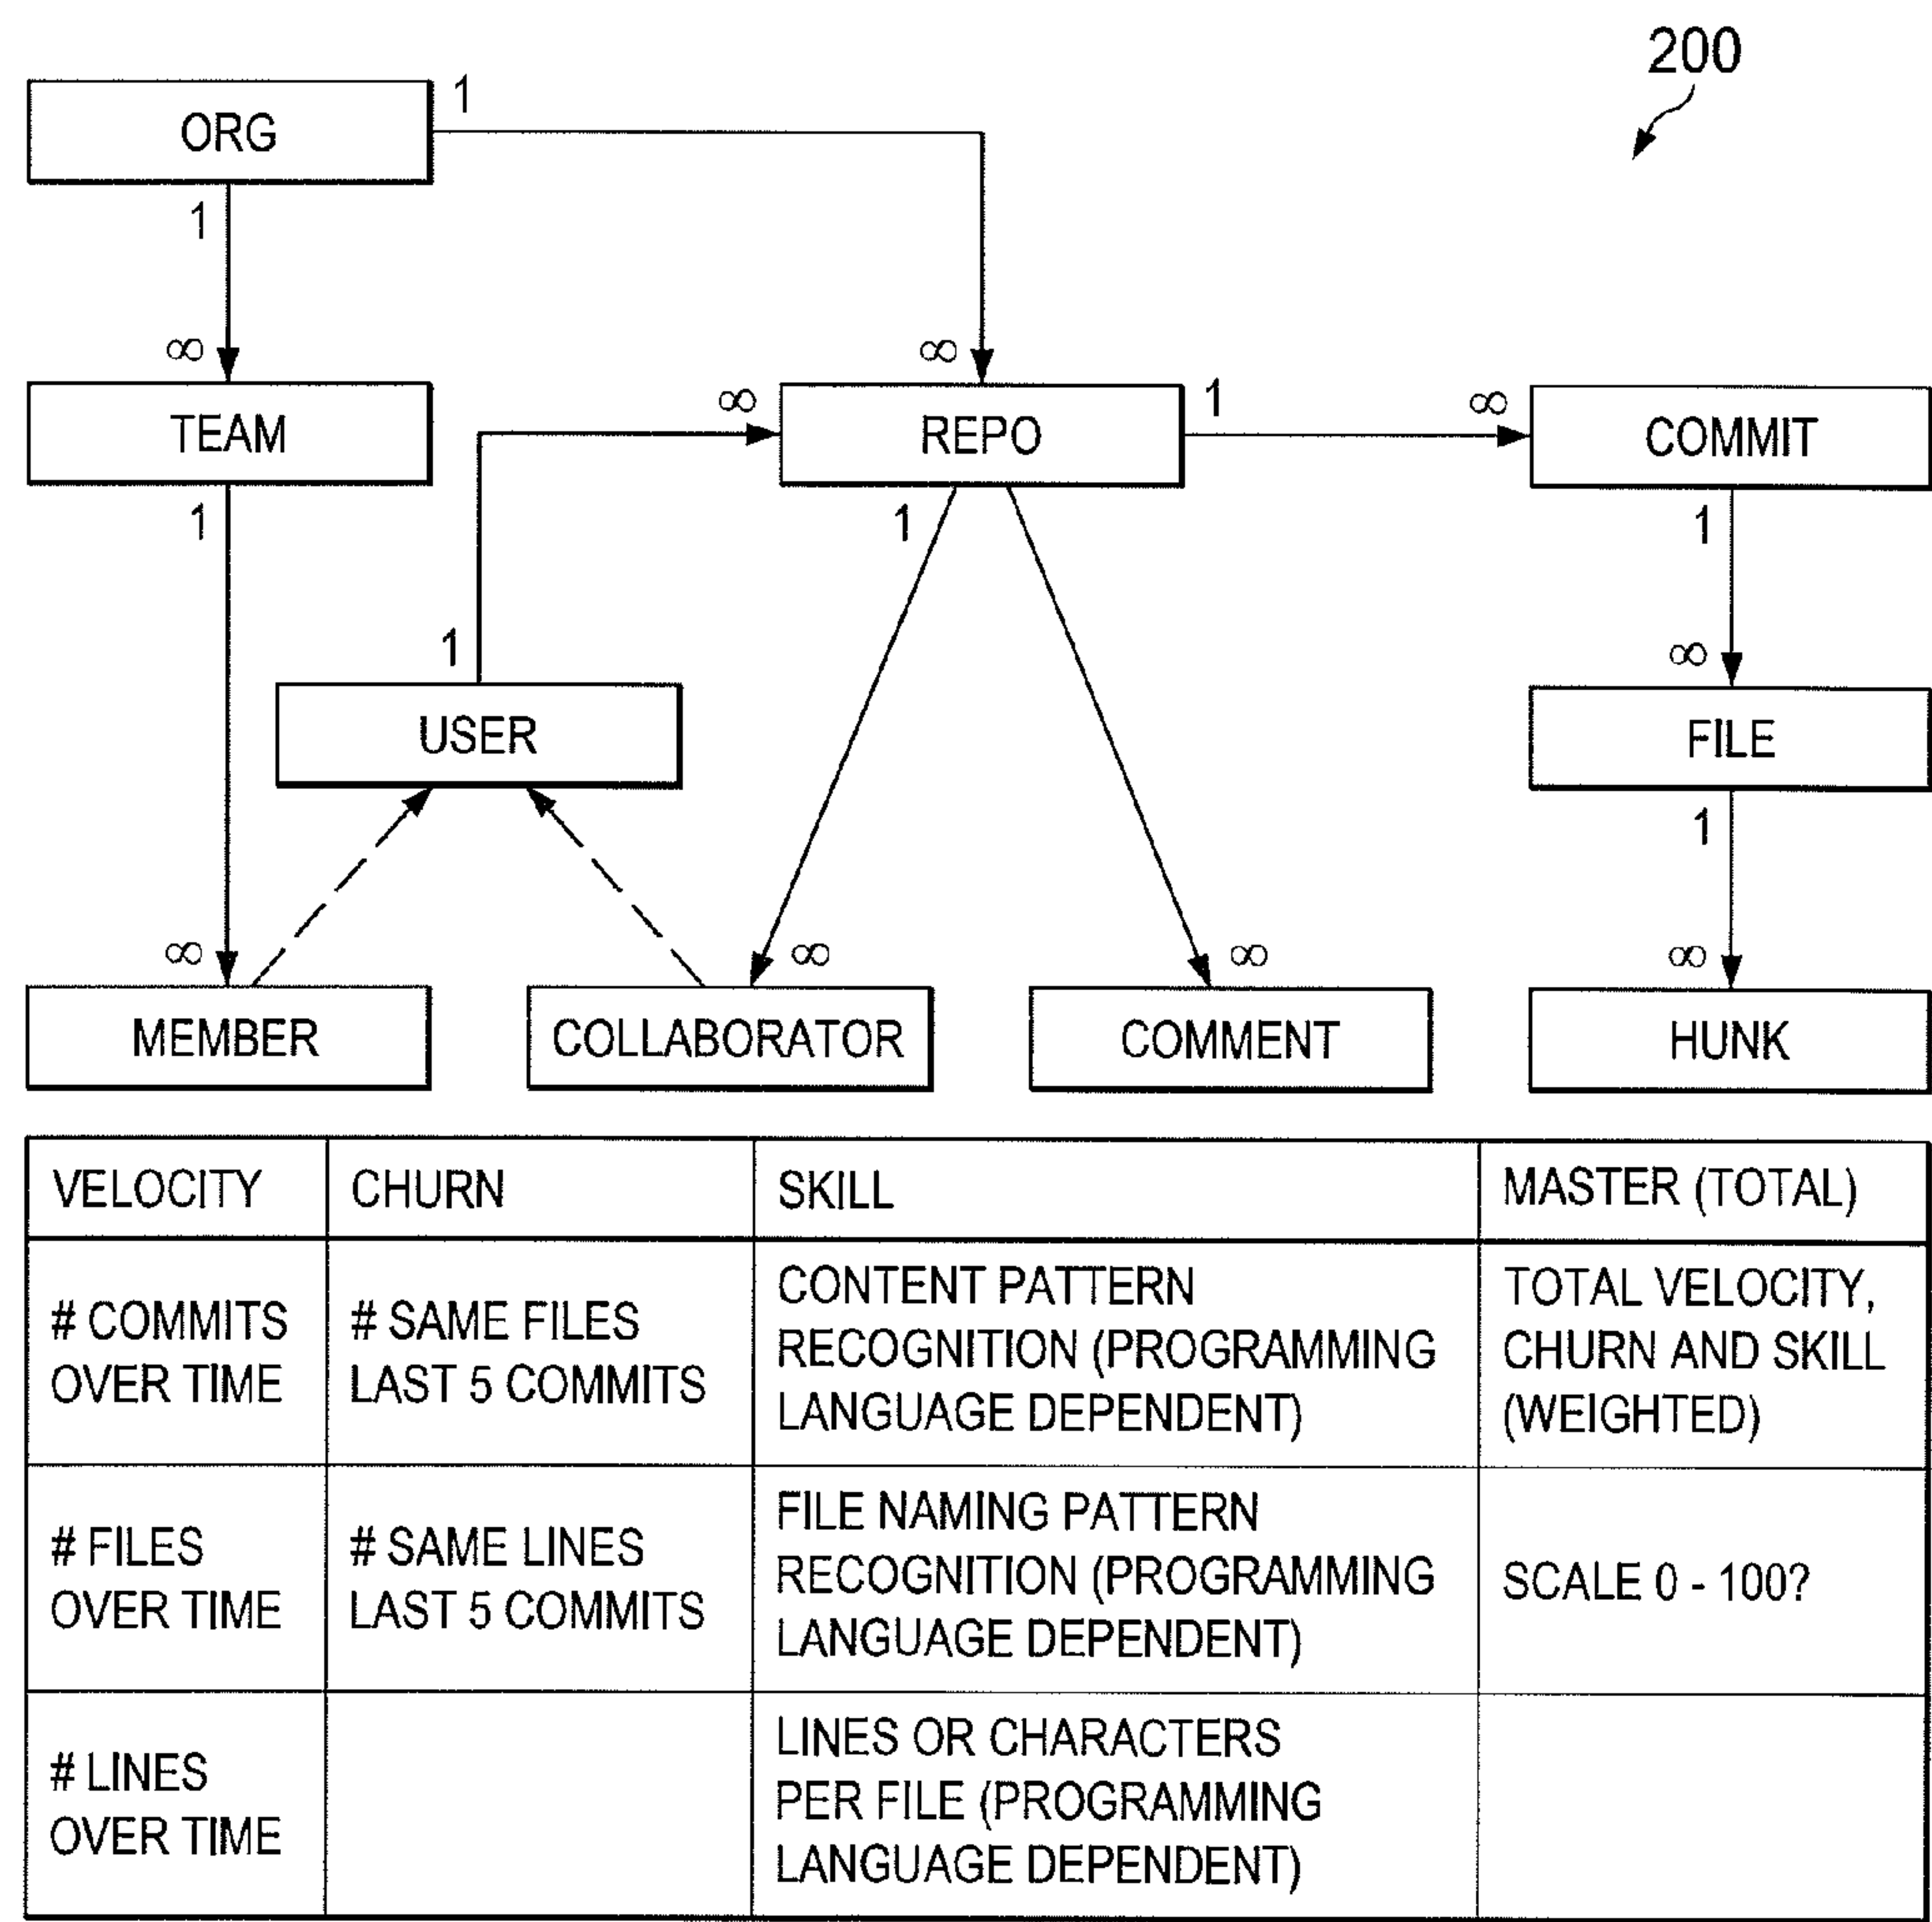 200
ORG
1
1
∞
∞
TEAM
∞
REPO
1
∞
COMMIT
1
1
1
1
∞
USER
FILE
1
∞
∞
∞
∞
MEMBER
COLLABORATOR
COMMENT
HUNK
VELOCITY
CHURN
SKILL
MASTER (TOTAL)
# COMMITS
OVER TIME
# SAME FILES
LAST 5 COMMITS
CONTENT PATTERN
RECOGNITION (PROGRAMMING
LANGUAGE DEPENDENT)
TOTAL VELOCITY,
CHURN AND SKILL
(WEIGHTED)
# FILES
OVER TIME
# SAME LINES
LAST 5 COMMITS
FILE NAMING PATTERN
RECOGNITION (PROGRAMMING
LANGUAGE DEPENDENT)
SCALE 0 - 100?
# LINES
OVER TIME
LINES OR CHARACTERS
PER FILE (PROGRAMMING
LANGUAGE DEPENDENT)